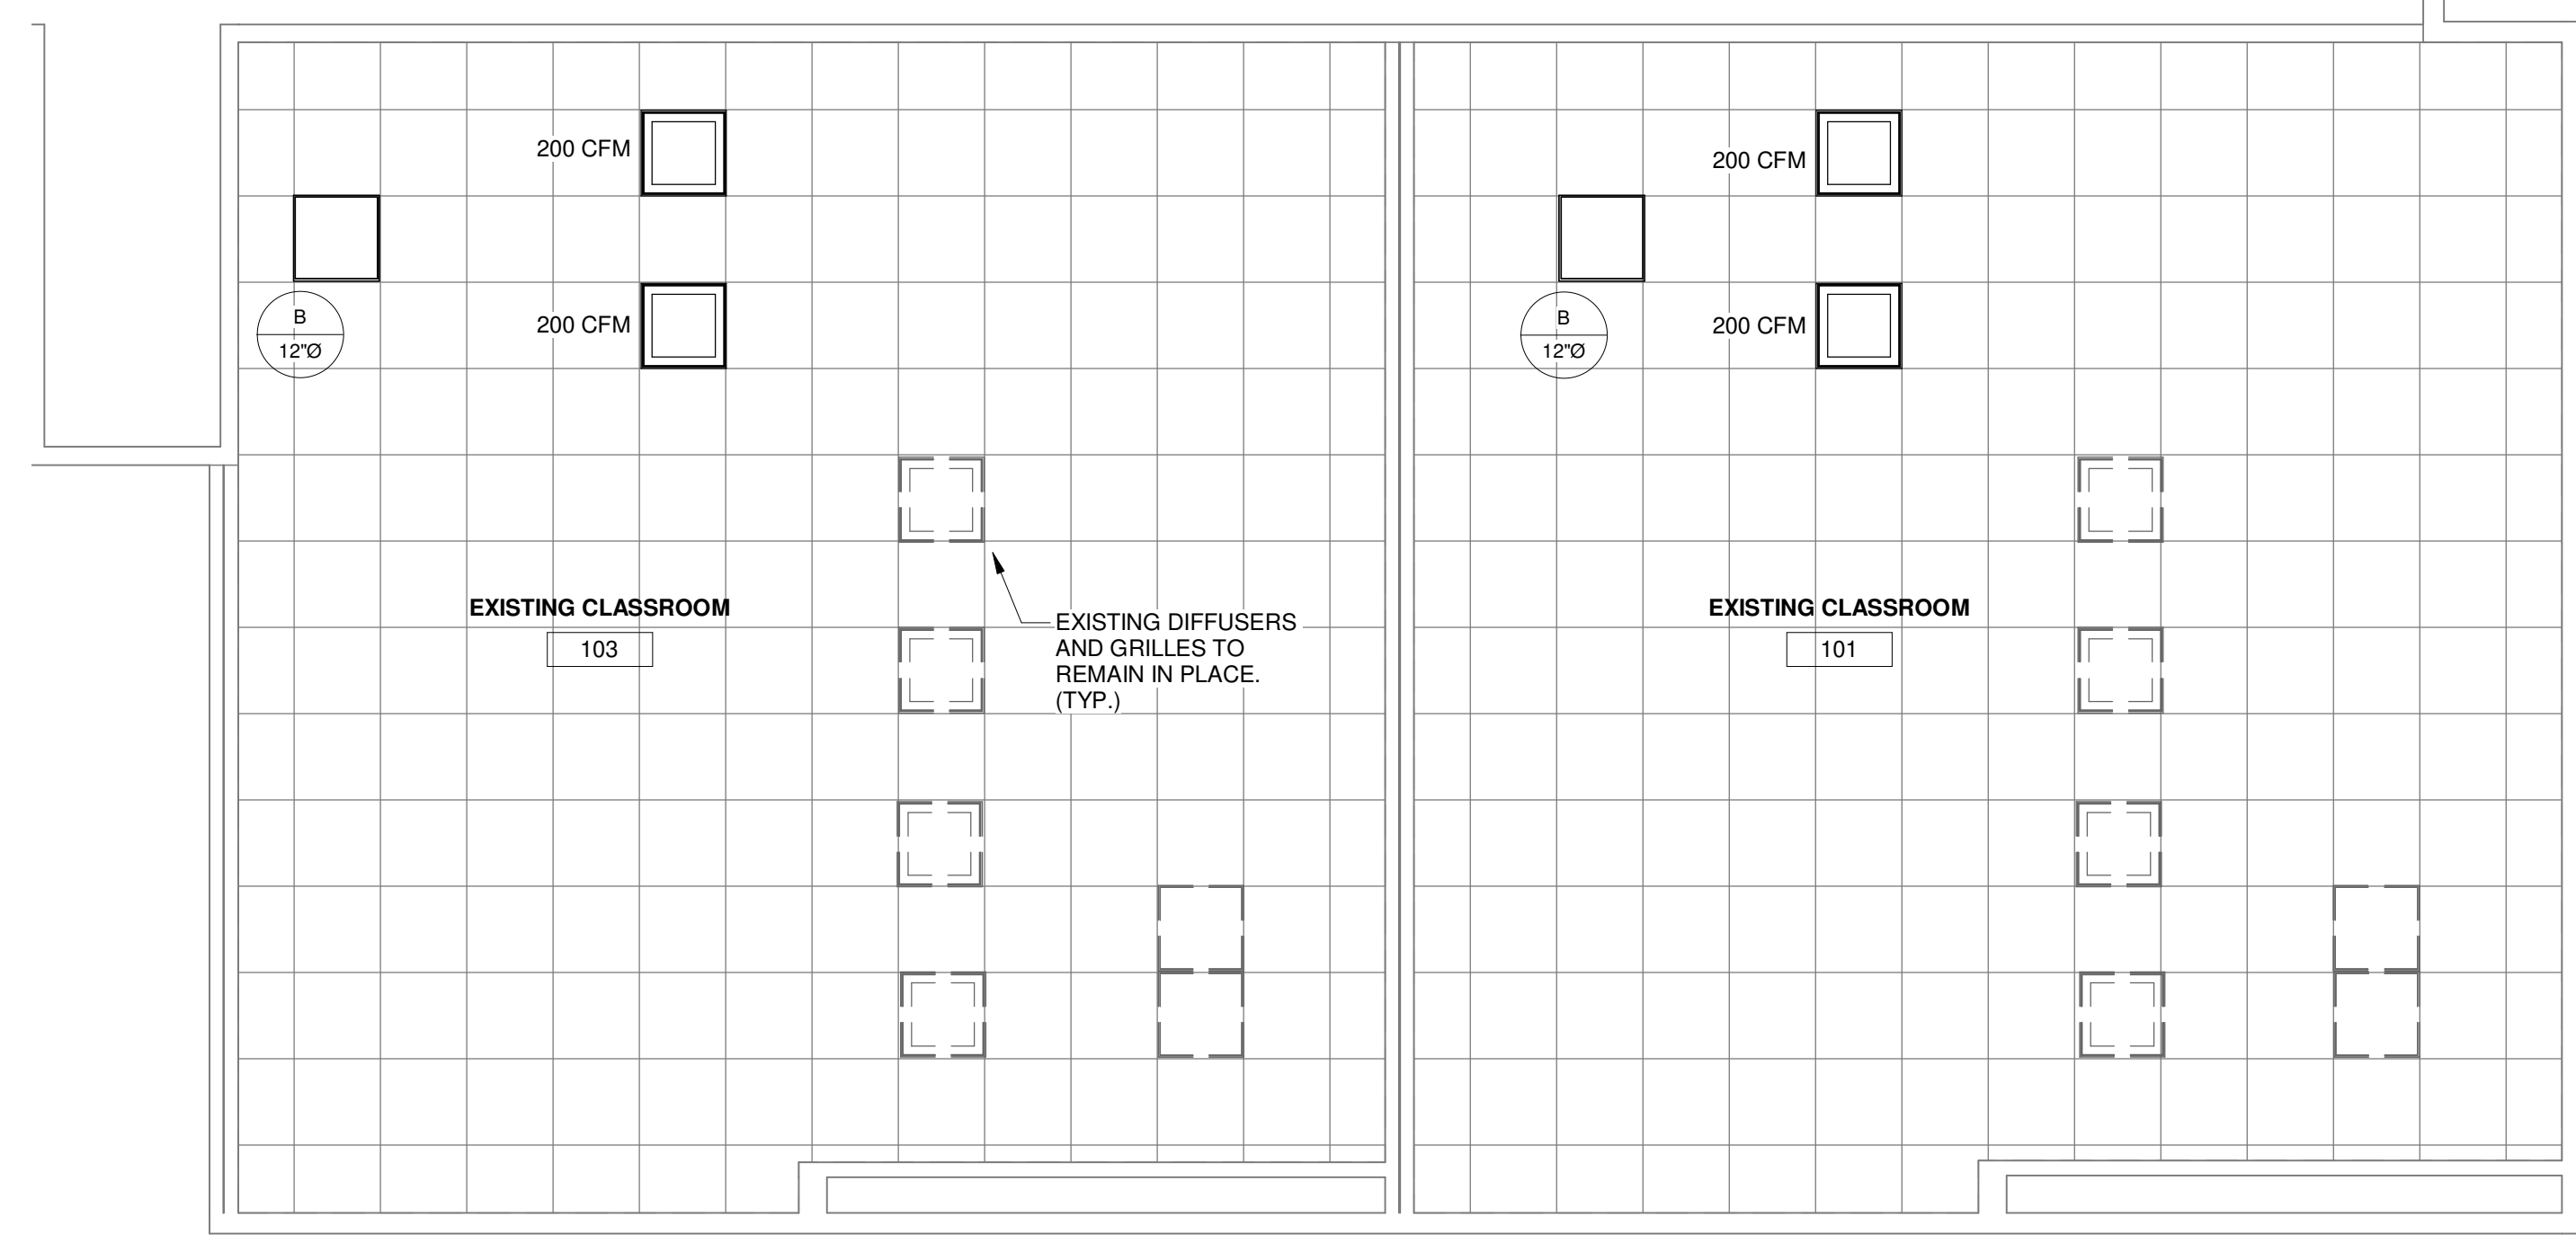 200 CFM
200 CFM
B
12"Ø
EXISTING CLASSROOM
103
EXISTING DIFFUSERS
AND GRILLES TO
REMAIN IN PLACE.
(TYP.)
200 CFM
200 CFM
B
12"Ø
EXISTING CLASSROOM
101